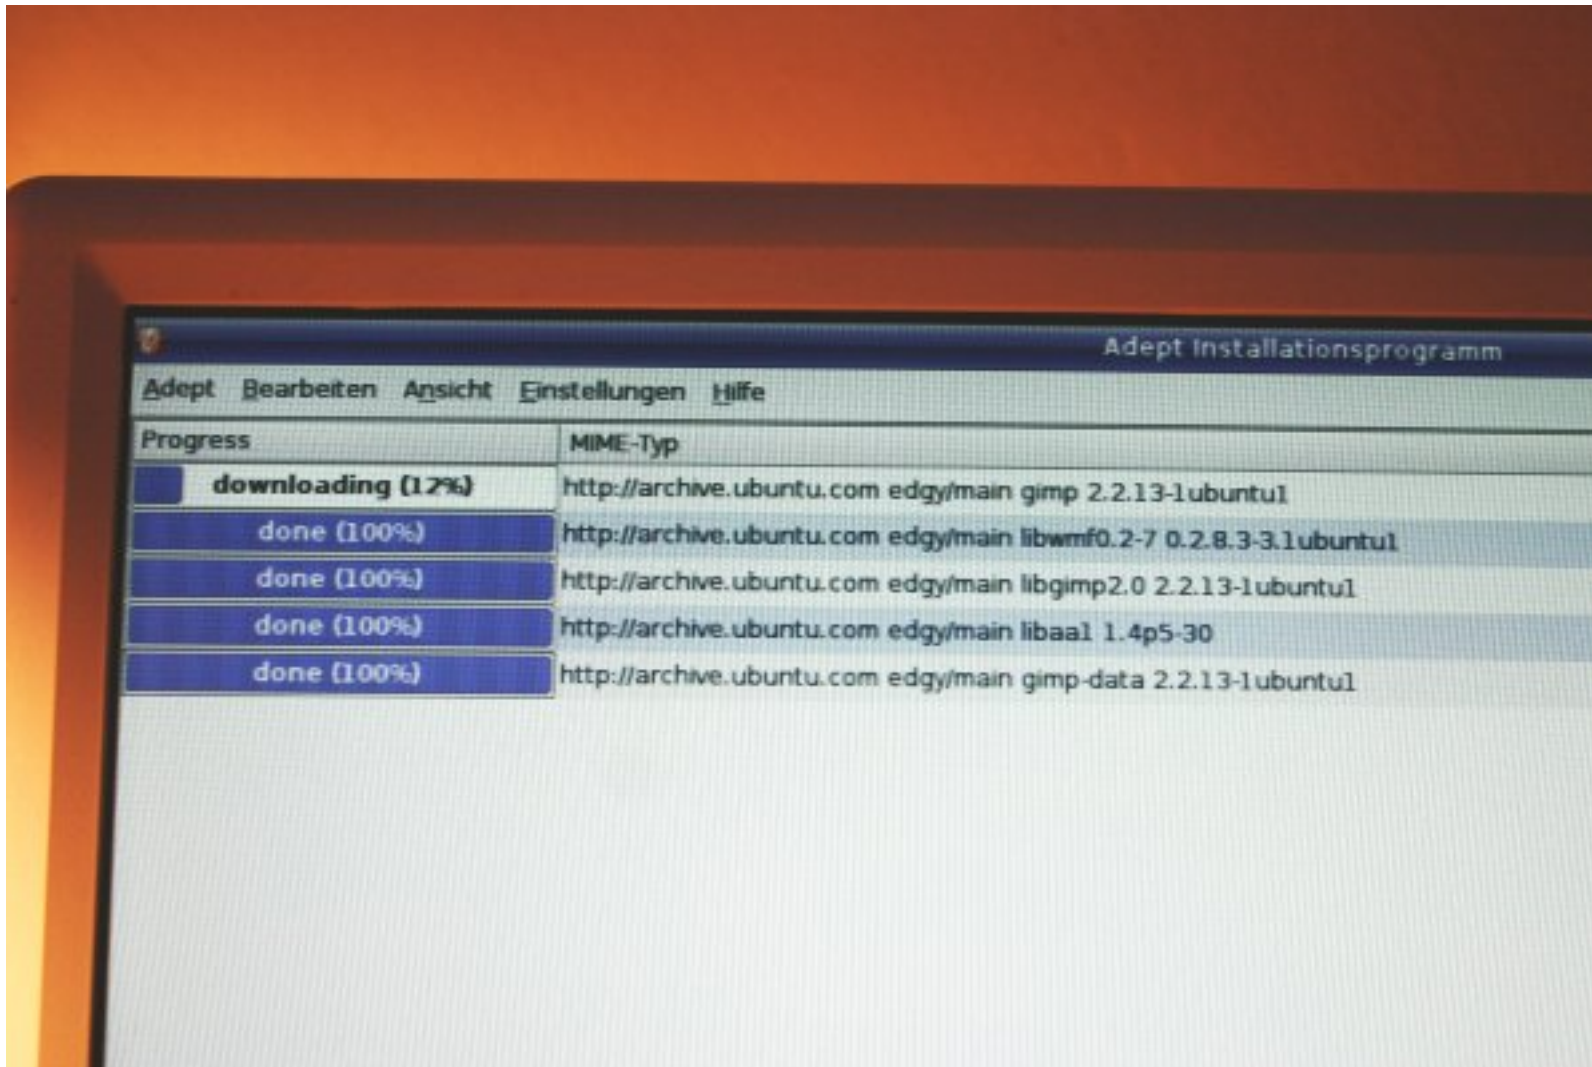 Adept Installationsprogramm
Adept Bearbeiten Ansicht Einstellungen Hilfe
Progress MIME-Typ
downloading (12%) http://archive.ubuntu.com edgy/main gimp 2.2.13-1ubuntu1
done (100%) http://archive.ubuntu.com edgy/main libwmf0.2-7 0.2.8.3-3.1ubuntu1
done (100%) http://archive.ubuntu.com edgy/main libgimp2.0 2.2.13-1ubuntu1
done (100%) http://archive.ubuntu.com edgy/main libaa1 1.4p5-30
done (100%) http://archive.ubuntu.com edgy/main gimp-data 2.2.13-1ubuntu1